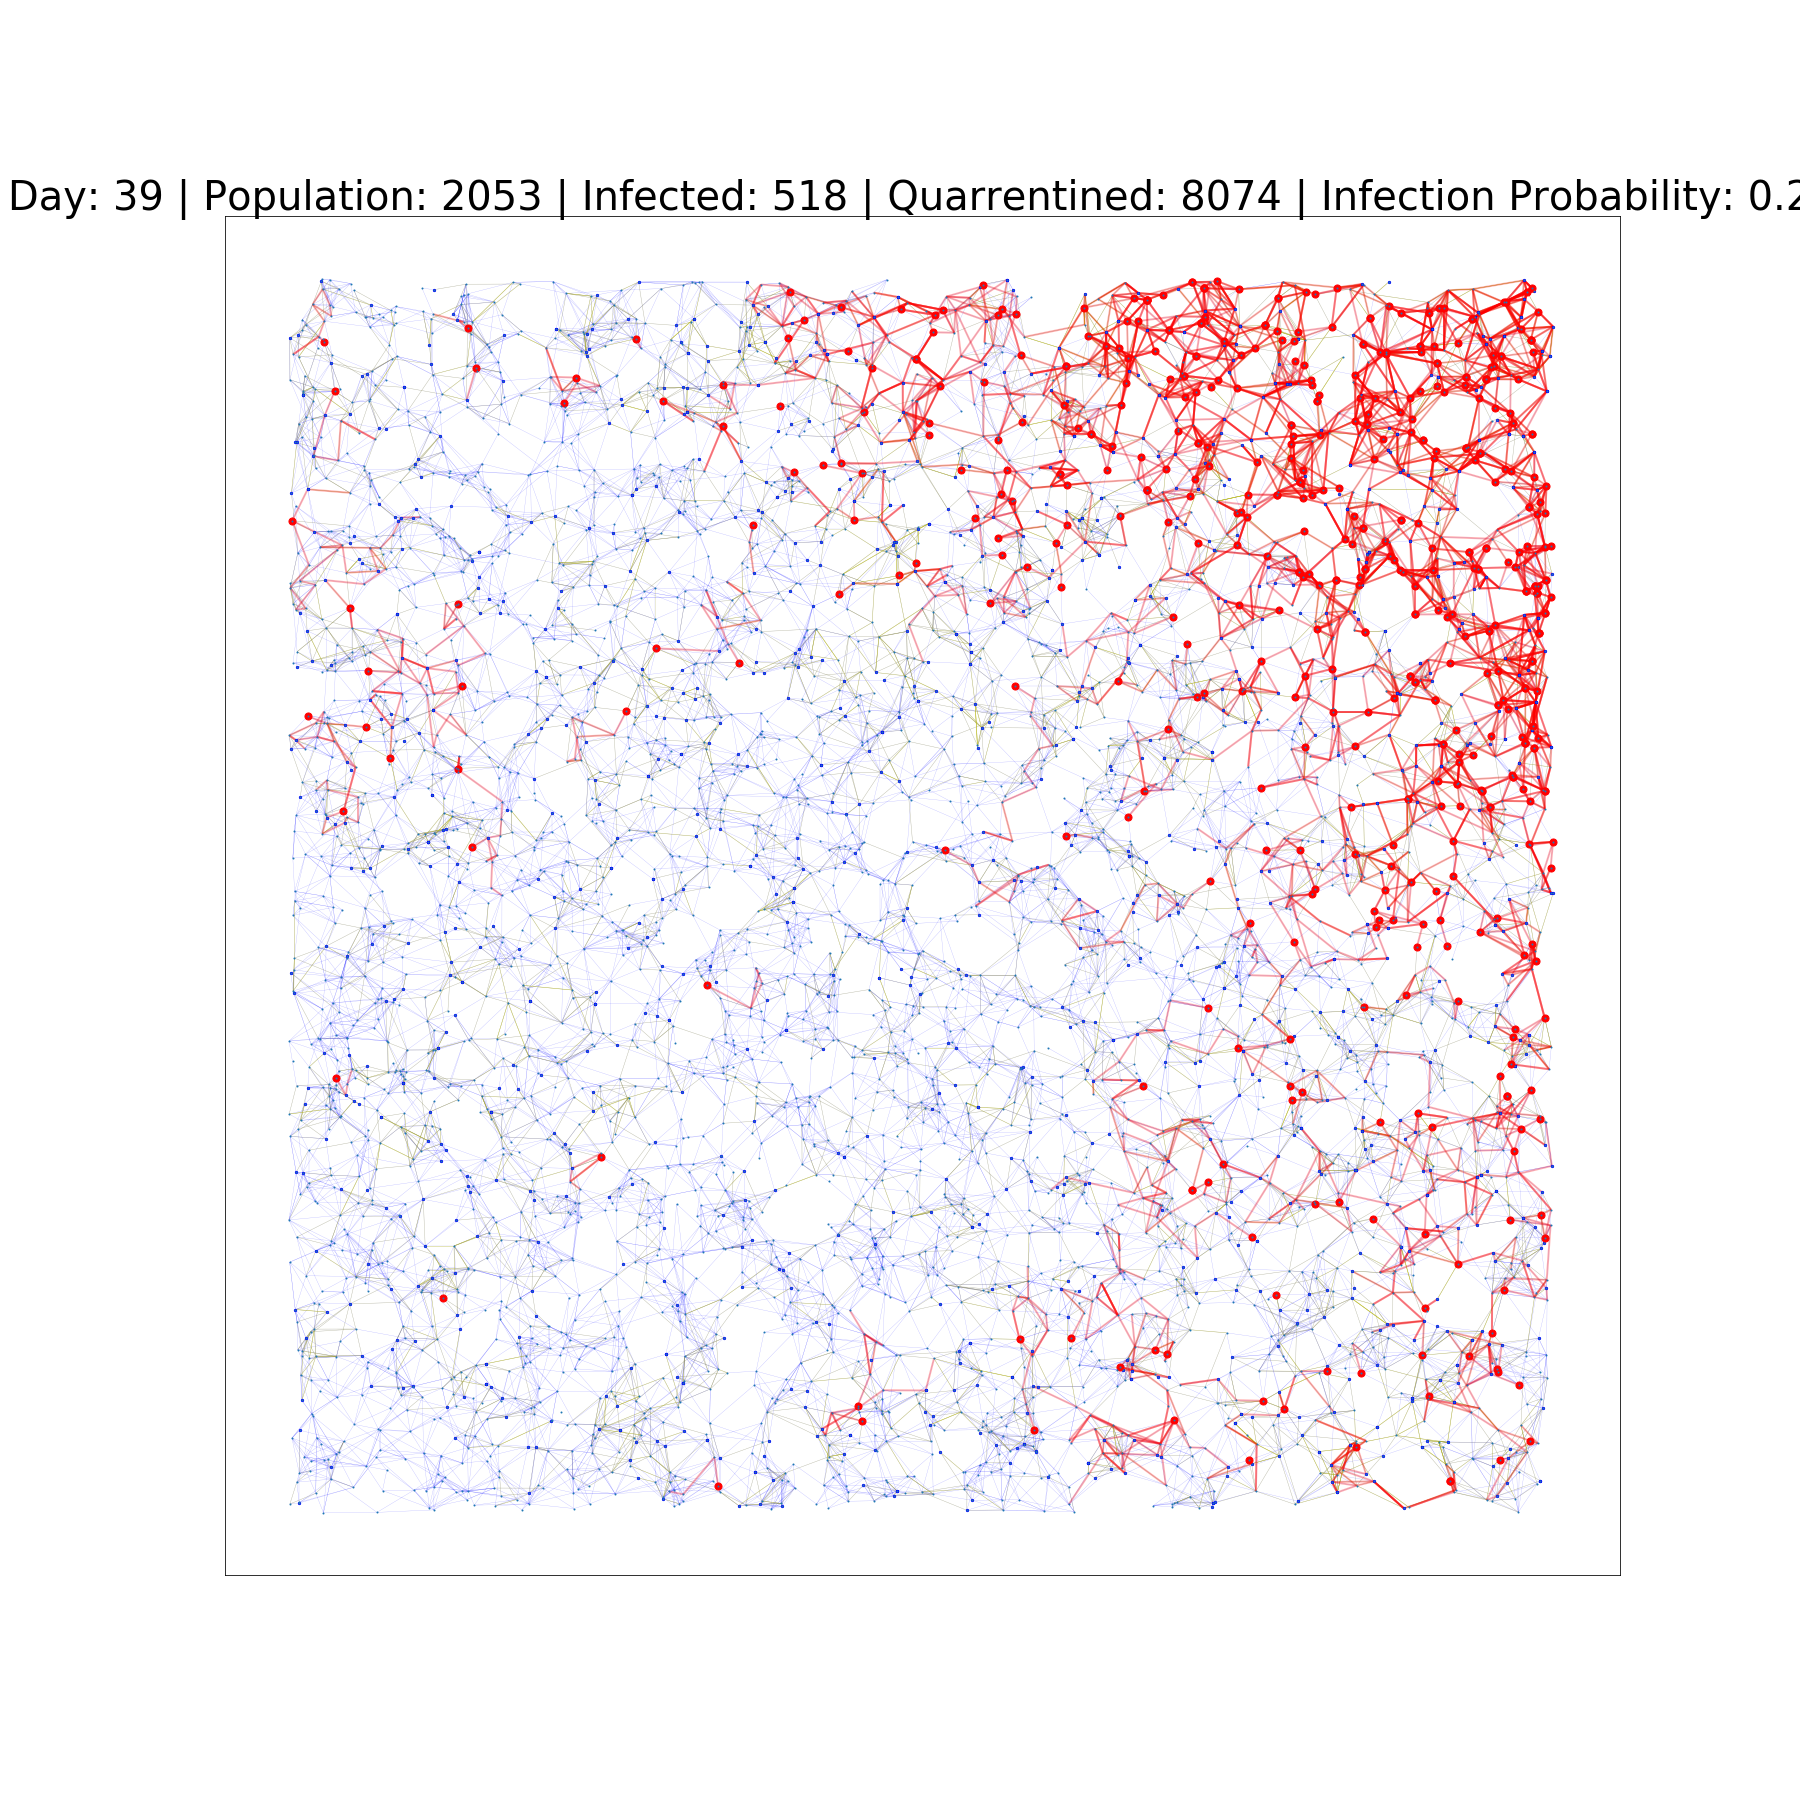 Day: 39 | Population: 2053 | Infected: 518 | Quarrentined: 8074 | Infection Probability: 0.2